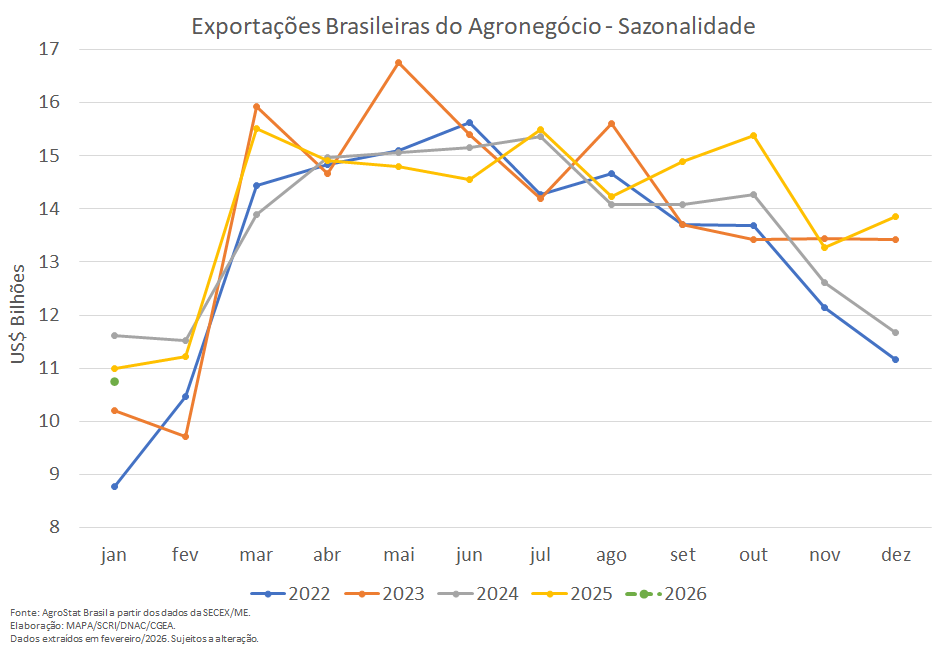 Exportações Brasileiras do Agronegócio - Sazonalidade
17
16
15
14
13
12
11
10
9
8
US$ Bilhões
jan fev mar abr mai jun jul ago set out nov dez
2022 2023 2024 2025 2026
Fonte: AgroStat Brasil a partir dos dados da SECEX/ME.
Elaboração: MAPA/SCRI/DNAC/CGEA.
Dados extraídos em fevereiro/2026. Sujeitos a alteração.